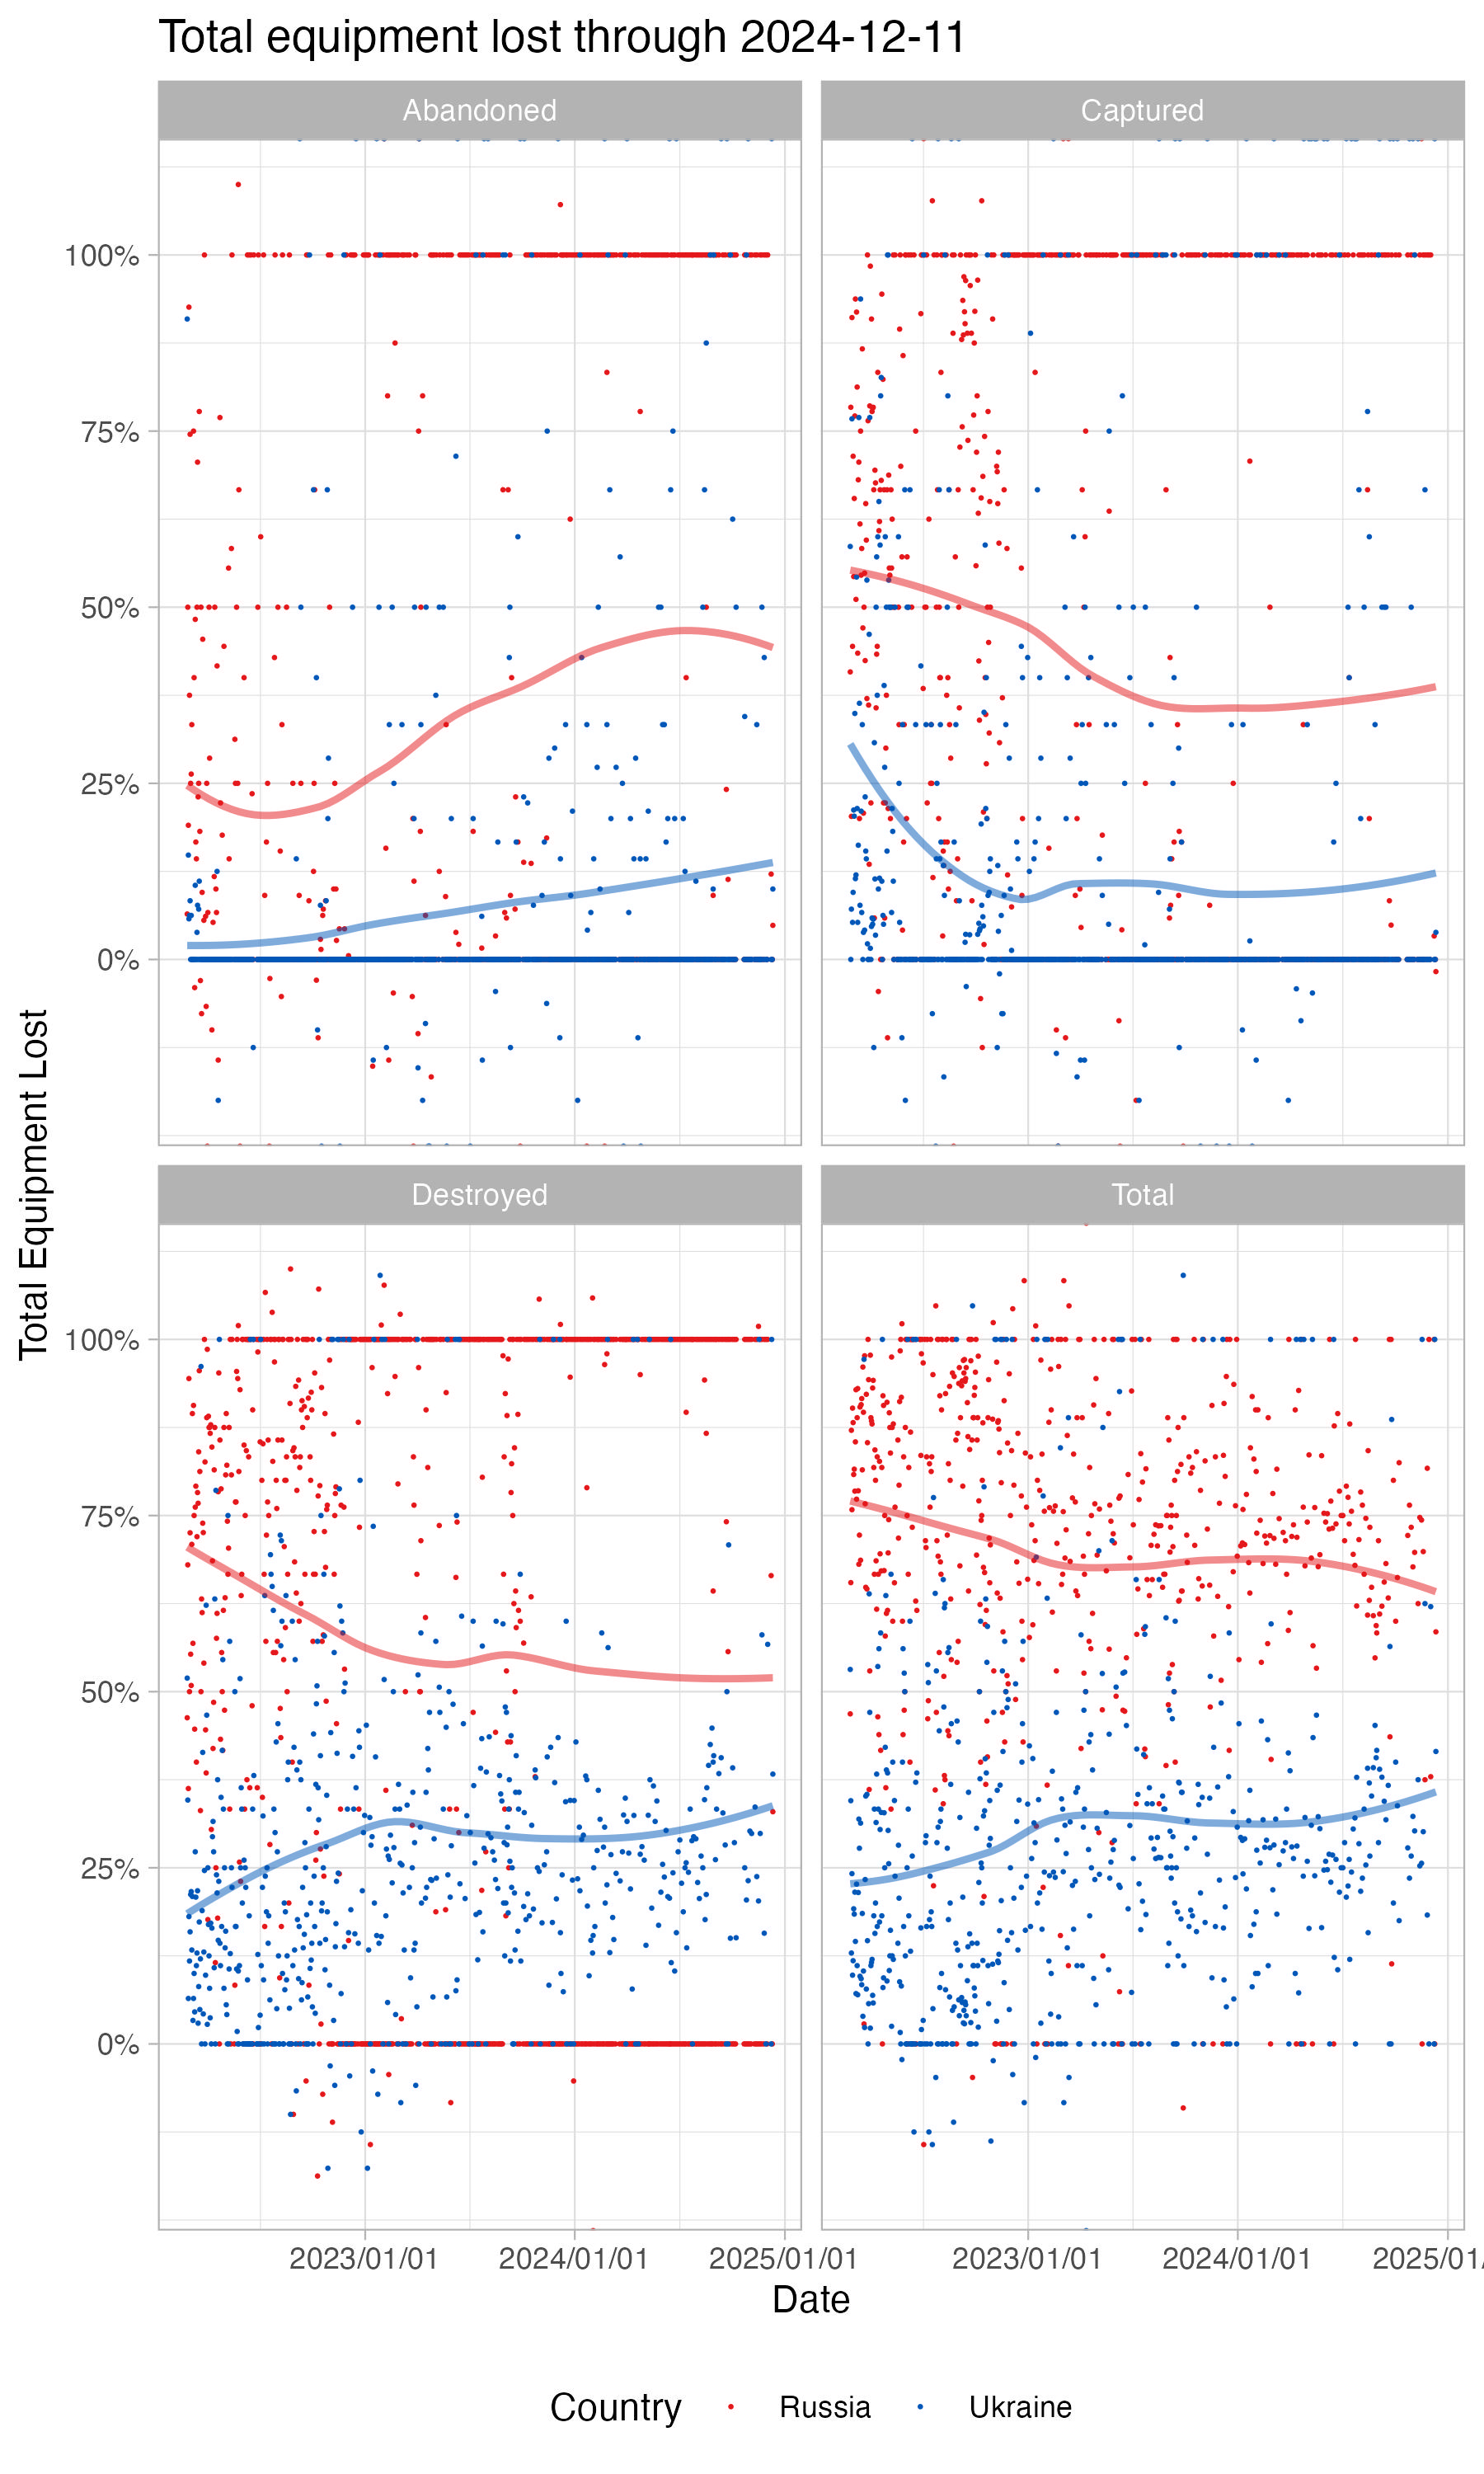 Total equipment lost through 2024-12-11
Abandoned
Captured
100%
75%
50%
25%
0%
Total Equipment Lost
Destroyed
Total
100%
75%
50%
25%
0%
2023/01/01
2024/01/01
2025/01/01
2023/01/01
2024/01/01
2025/01/
Date
Country
Russia
Ukraine